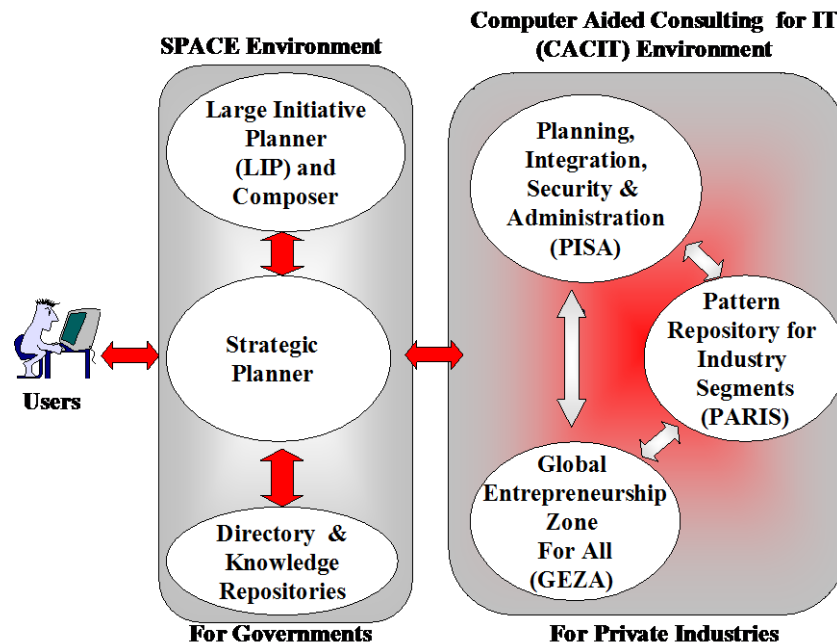 SPACE Environment
Large Initiative
Planner
(LIP) and
Composer
Strategic
Planner
Directory & 
Knowledge
Repositories
For Governments
Users
Computer Aided Consulting for IT
(CACIT) Environment
Planning,
Integration,
Security &
Administration
(PISA)
Pattern
Repository for
Industry
Segments
(PARIS)
Global
Entrepreneurship
Zone
For All
(GEZA)
For Private Industries